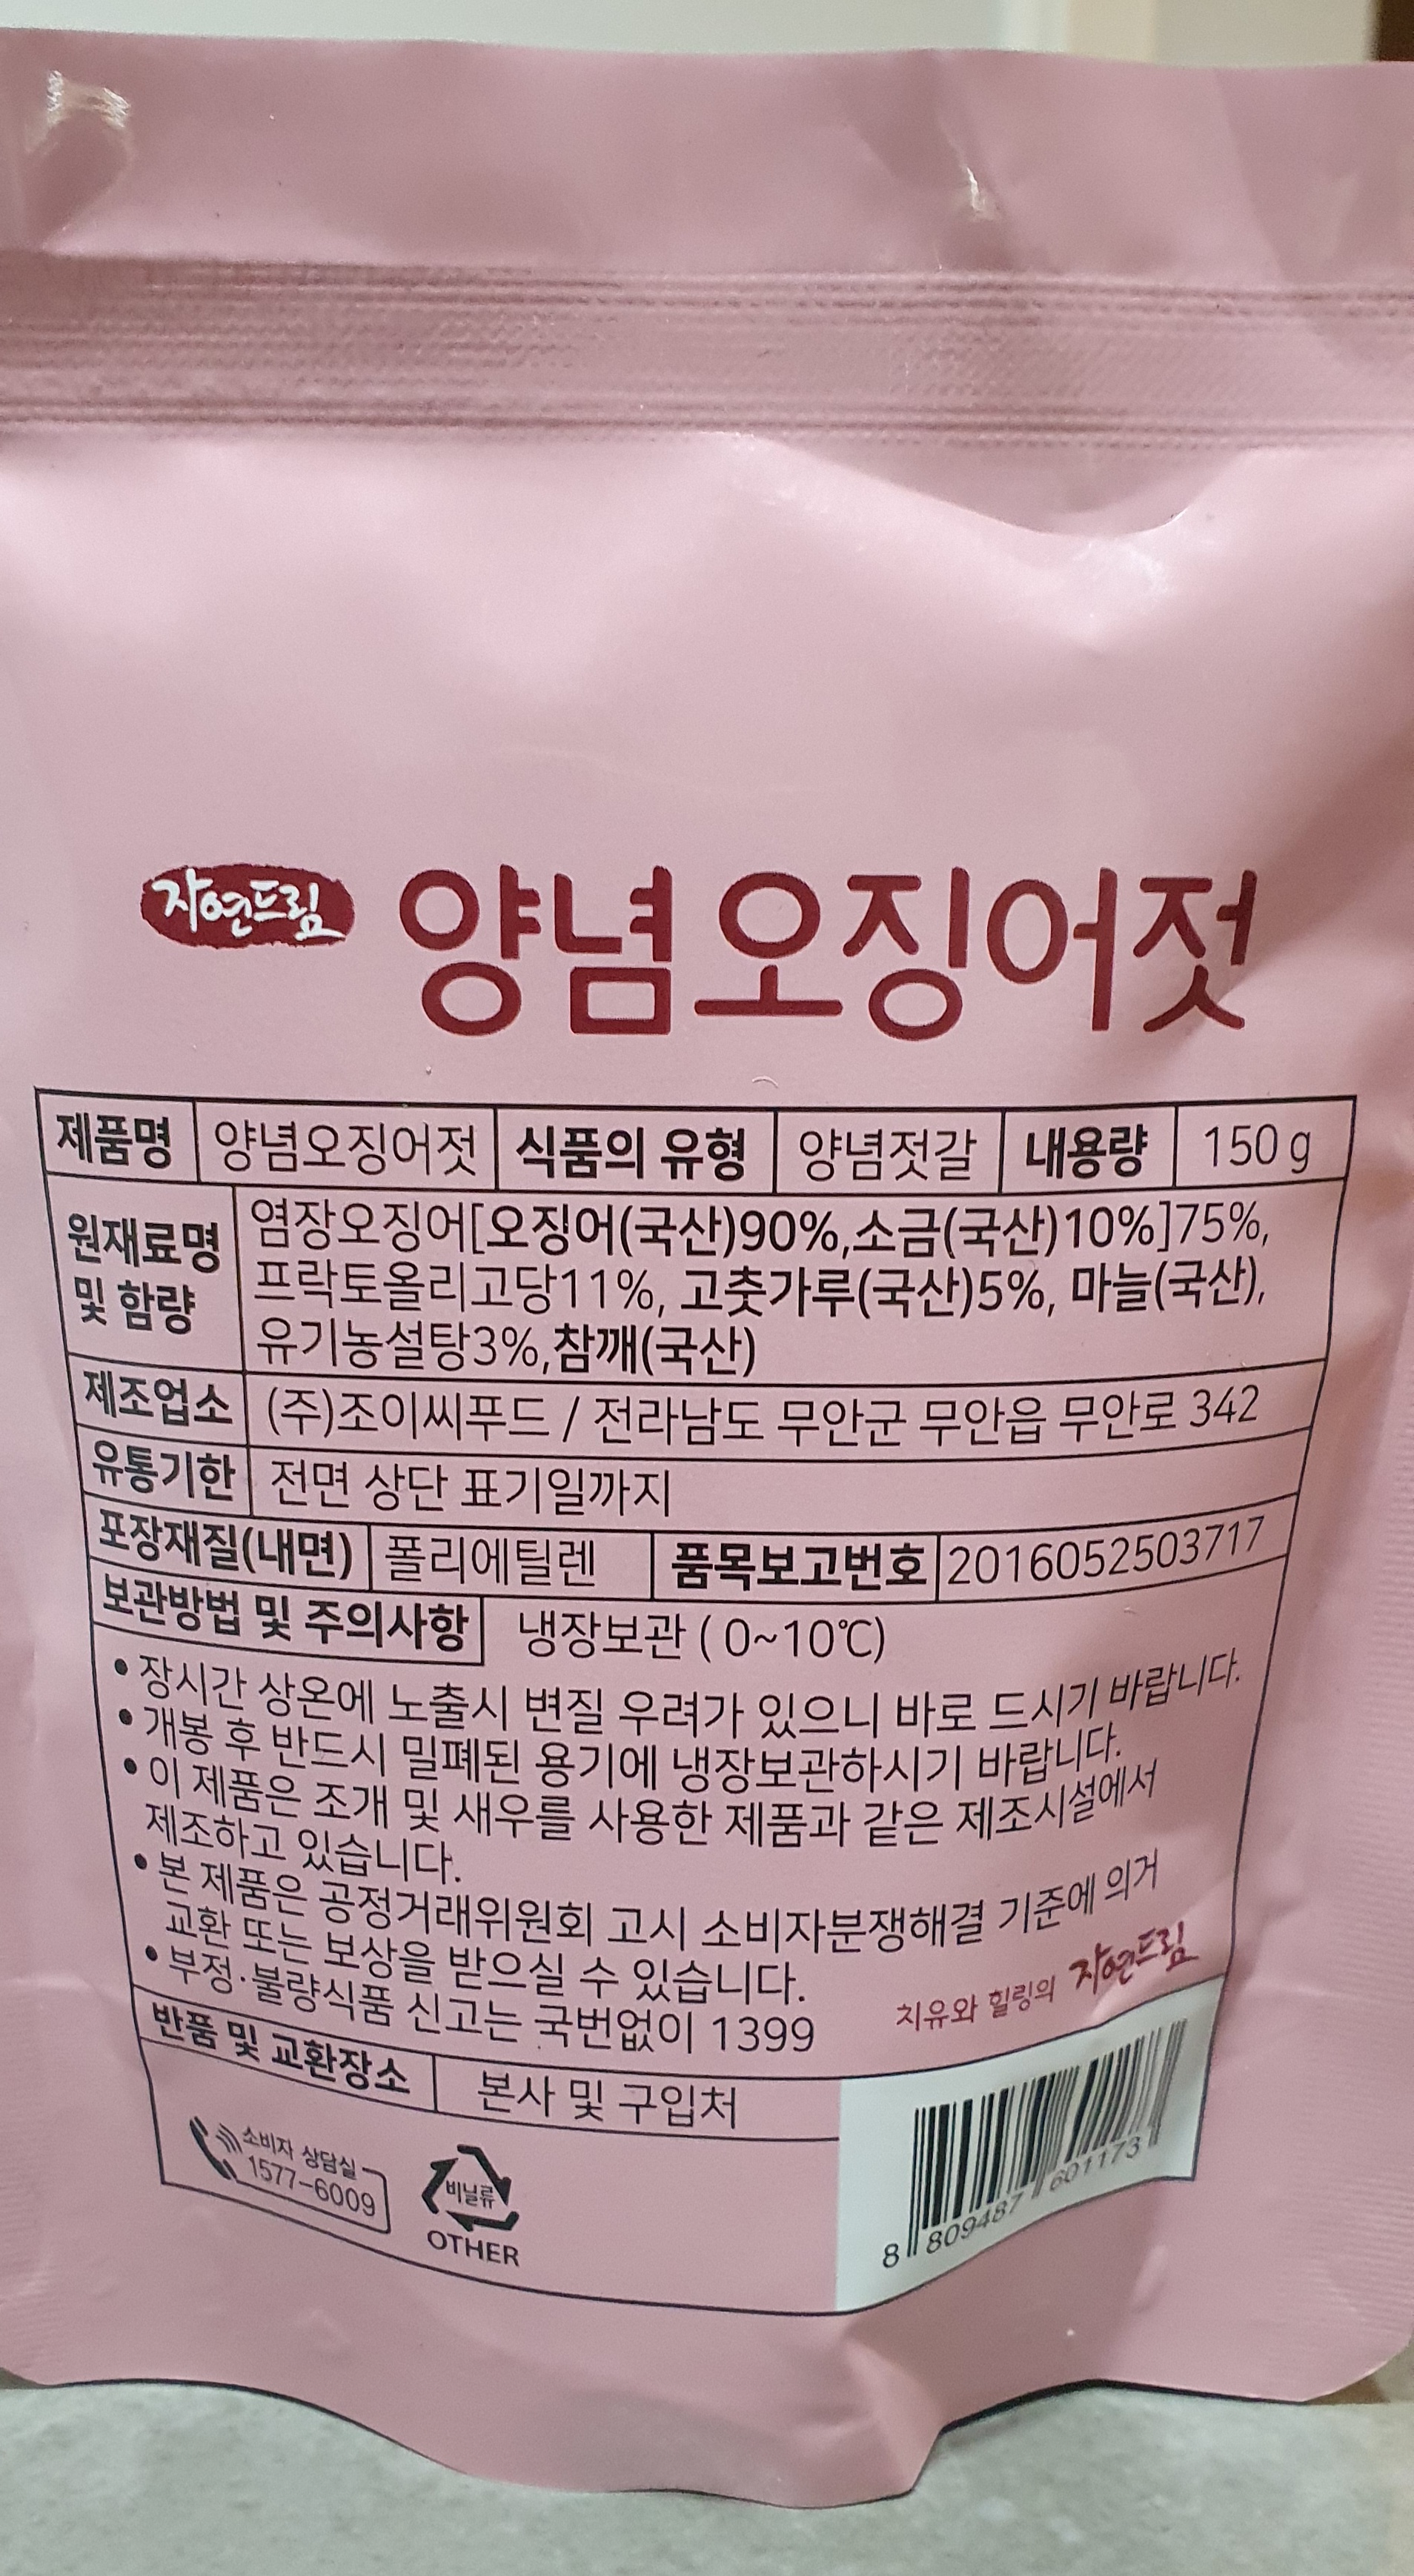 자연드림 양념오징어젓
제품명 양념오징어젓 식품의 유형 양념젓갈 내용량 150 g
원재료명 및 함량 염장오징어[오징어(국산)90%,소금(국산)10%]75%,
프락토올리고당11%, 고춧가루(국산)5%, 마늘(국산),
유기농설탕3%,참깨(국산)
제조업소 (주)조이씨푸드 / 전라남도 무안군 무안읍 무안로 342
유통기한 전면 상단 표기일까지
포장재질(내면) 폴리에틸렌 품목보고번호 2016052503717
보관방법 및 주의사항 냉장보관 ( 0~10℃)
• 장시간 상온에 노출시 변질 우려가 있으니 바로 드시기 바랍니다.
• 개봉 후 반드시 밀폐된 용기에 냉장보관하시기 바랍니다.
• 이 제품은 조개 및 새우를 사용한 제품과 같은 제조시설에서
제조하고 있습니다.
• 본 제품은 공정거래위원회 고시 소비자분쟁해결 기준에 의거
교환 또는 보상을 받으실 수 있습니다.
• 부정·불량식품 신고는 국번없이 1399
치유와 힐링의 자연드림
반품 및 교환장소 본사 및 구입처
소비자 상담실
1577-6009
비닐류
OTHER
8 809487 601173